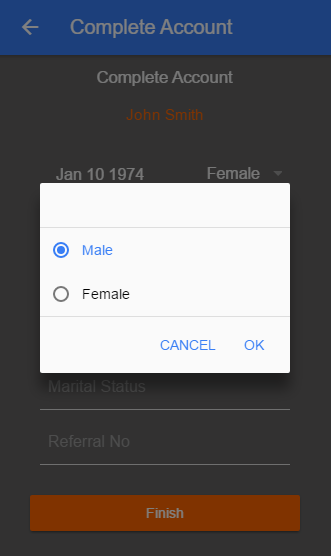 Complete Account
Complete Account
John Smith
Jan 10 1974 Female
Male
Female
CANCEL OK
Marital Status
Referral No
Finish